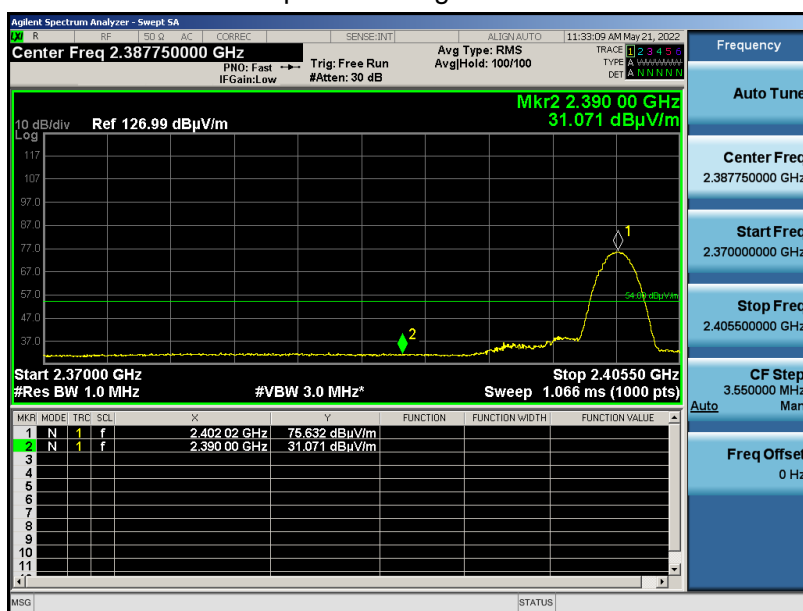 Agilent Spectrum Analyzer - Swept SA
LXI R RF 50 Ω AC CORREC SENSE:INT ALIGN AUTO 11:33:09 AM May 21, 2022
Center Freq 2.387750000 GHz
PNO: Fast
IFGain:Low
Trig: Free Run
#Atten: 30 dB
Avg Type: RMS
Avg|Hold: 100/100
TRACE 1 2 3 4 5 6
TYPE A WWWWW
DET A N N N N N
Mkr2 2.390 00 GHz
31.071 dBµV/m
10 dB/div Ref 126.99 dBµV/m
Log
117
107
97.0
87.0
77.0
67.0
57.0
47.0
37.0
1
54.00 dBµV/m
2
Start 2.37000 GHz Stop 2.40550 GHz
#Res BW 1.0 MHz #VBW 3.0 MHz* Sweep 1.066 ms (1000 pts)
MKR MODE TRC SCL X Y FUNCTION FUNCTION WIDTH FUNCTION VALUE
1 N 1 f 2.402 02 GHz 75.632 dBuV/m
2 N 1 f 2.390 00 GHz 31.071 dBuV/m
3
4
5
6
7
8
9
10
11
MSG STATUS
Frequency
Auto Tune
Center Freq
2.387750000 GHz
Start Freq
2.370000000 GHz
Stop Freq
2.405500000 GHz
CF Step
3.550000 MHz
Auto Man
Freq Offset
0 Hz